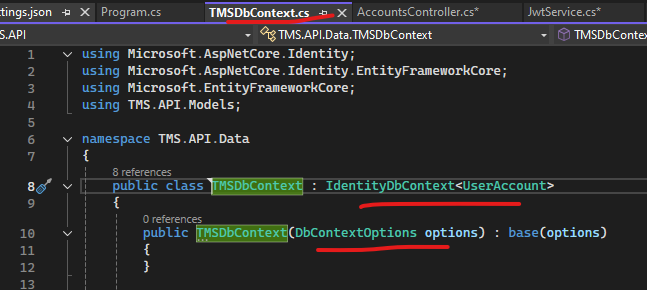 ttings.json Program.cs TMSDbContext.cs* AccountsController.cs* JwtService.cs*
S.API TMS.API.Data.TMSDbContext TMSDbConte
1 using Microsoft.AspNetCore.Identity;
2 using Microsoft.AspNetCore.Identity.EntityFrameworkCore;
3 using Microsoft.EntityFrameworkCore;
4 using TMS.API.Models;
5
6 namespace TMS.API.Data
7 {
8 references
8 public class TMSDbContext : IdentityDbContext<UserAccount>
9 {
0 references
10 public TMSDbContext(DbContextOptions options) : base(options)
11 {
12 }
13